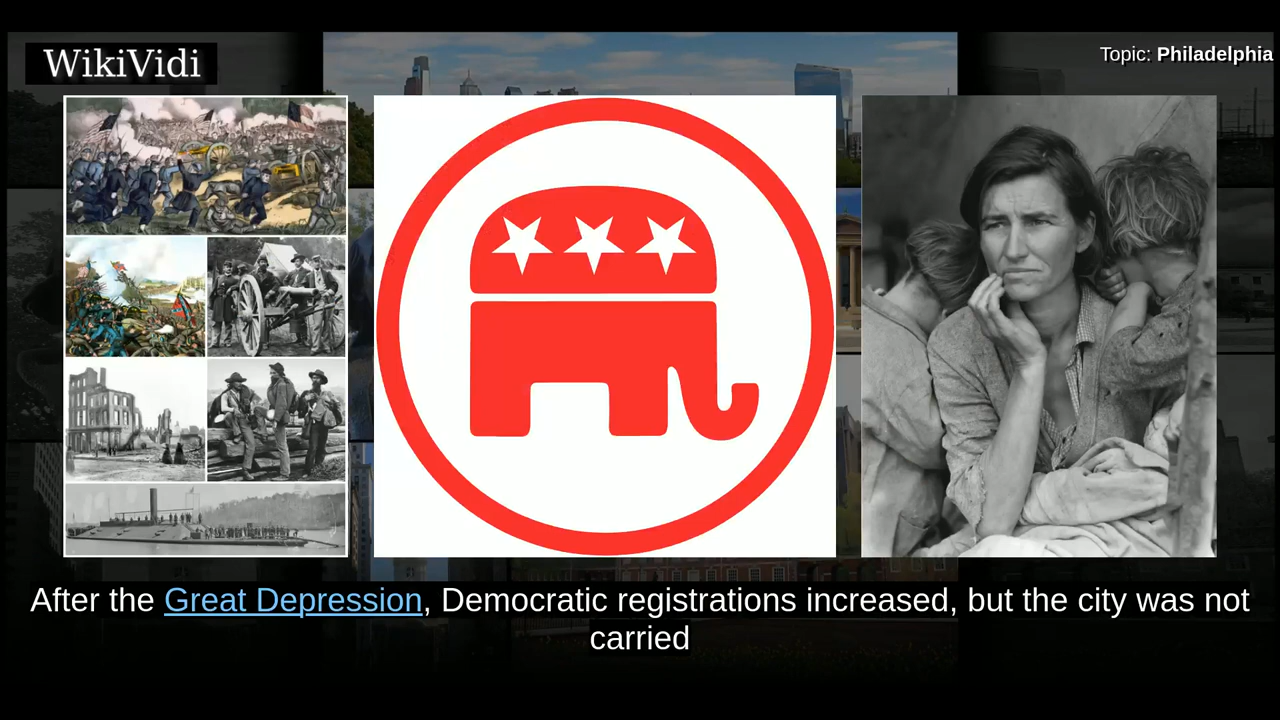 WikiVidi
Topic: Philadelphia
After the Great Depression, Democratic registrations increased, but the city was not
carried